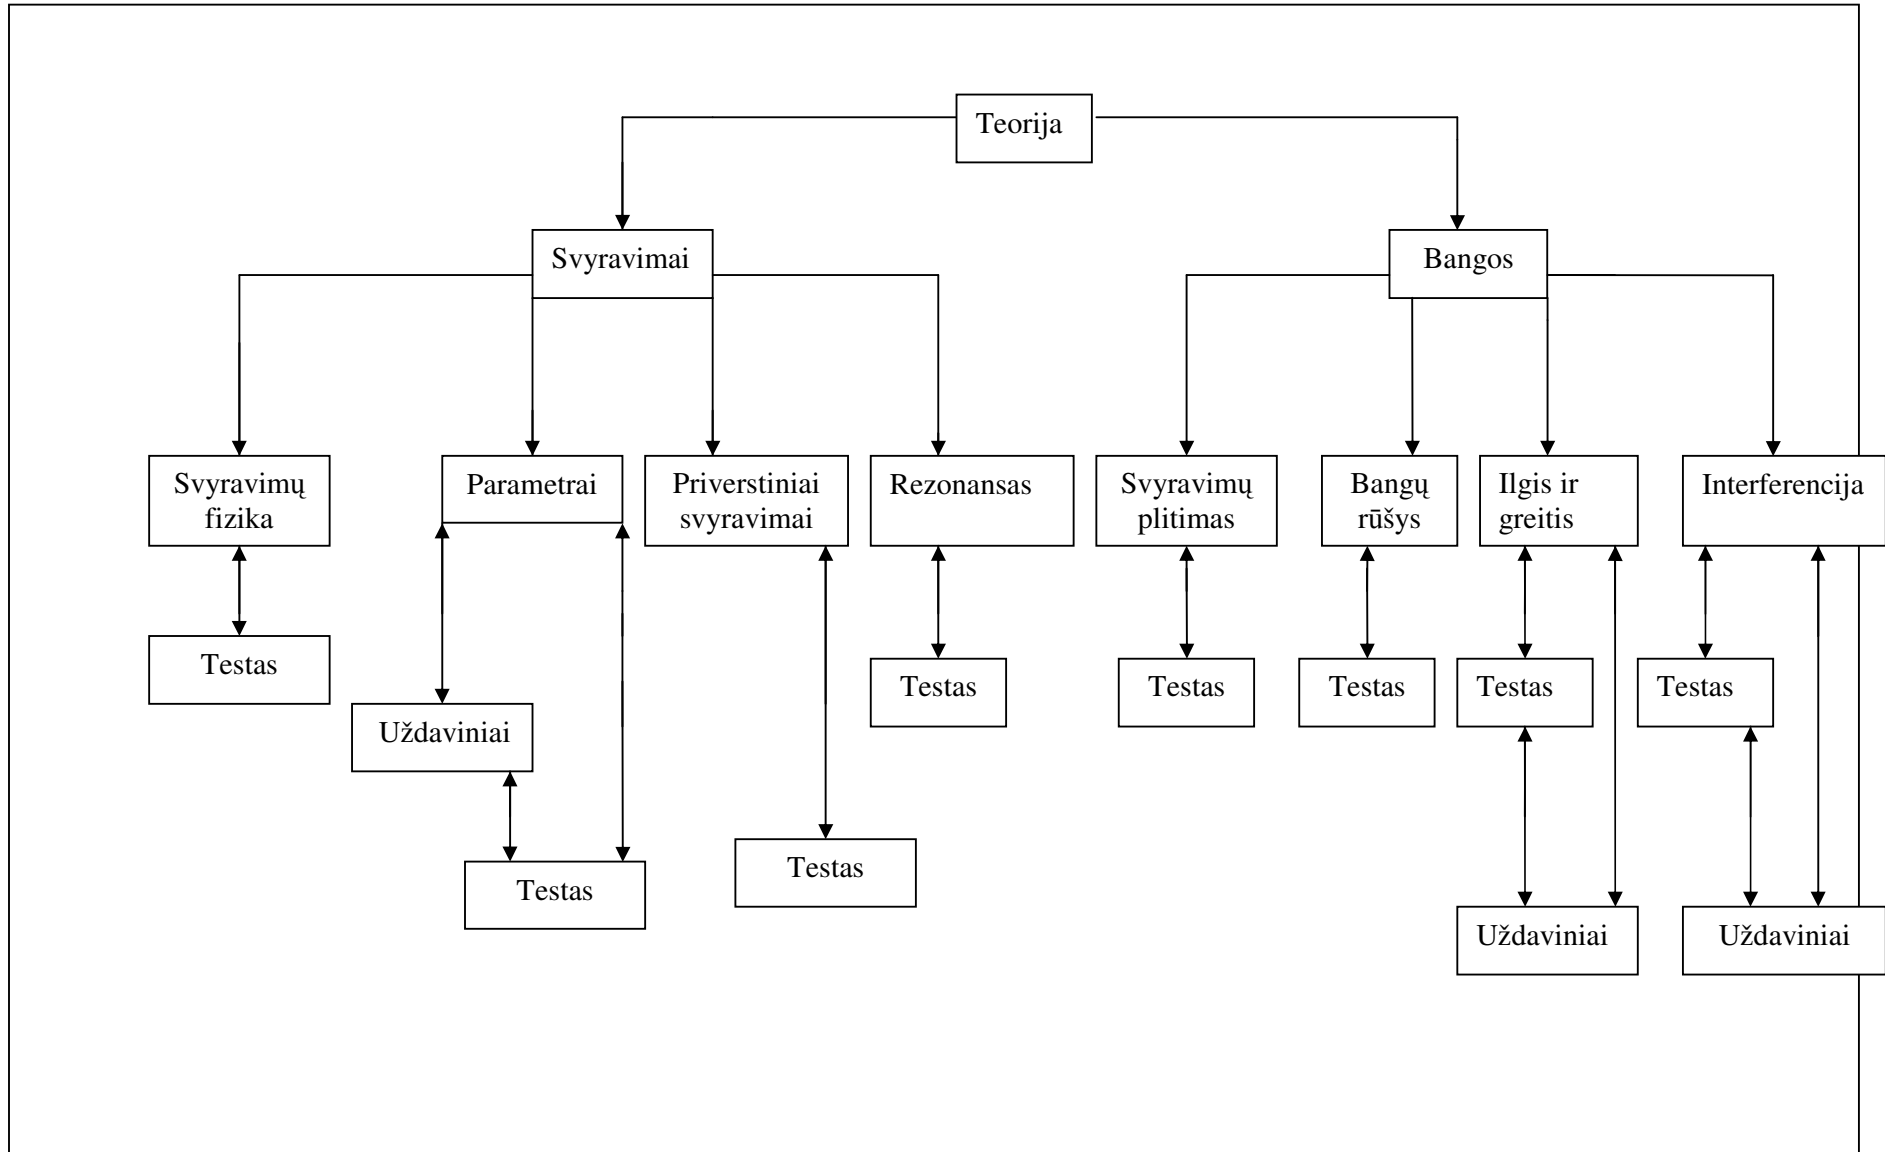 Teorija
Svyravimai
Bangos
Svyravimų
fizika
Parametrai
Priverstiniai
svyravimai
Rezonansas
Svyravimų
plitimas
Bangų
rūšys
Ilgis ir
greitis
Interferencija
Testas
Testas
Testas
Testas
Testas
Testas
Uždaviniai
Testas
Testas
Uždaviniai
Uždaviniai